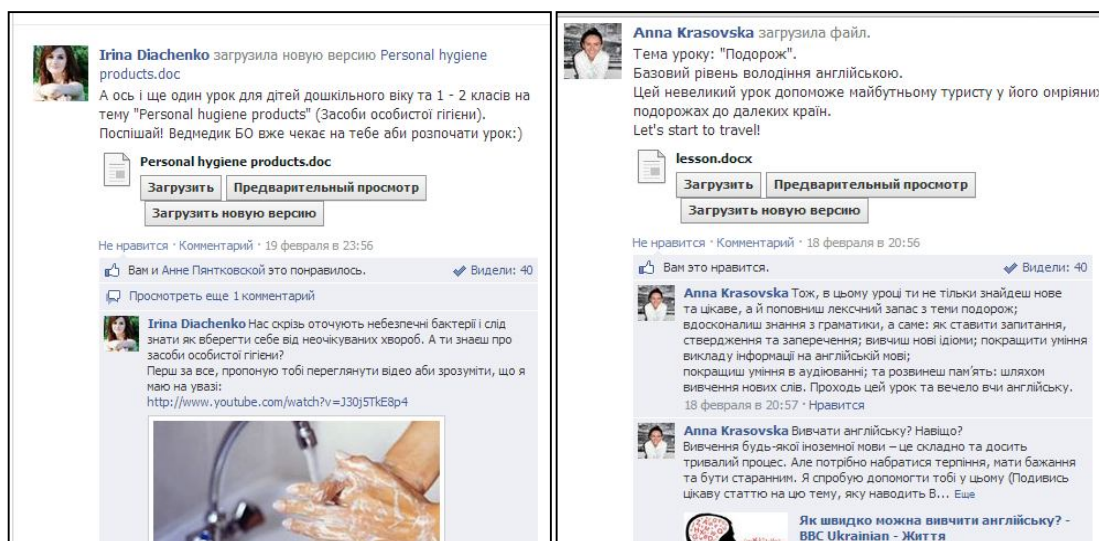 Irina Diachenko загрузила новую версию Personal hygiene
products.doc
А ось і ще один урок для дітей дошкільного віку та 1 - 2 класів на
тему "Personal hugiene products" (Засоби особистої гігієни).
Поспішай! Ведмедик БО вже чекає на тебе аби розпочати урок:)
Personal hygiene products.doc
Загрузить Предварительный просмотр
Загрузить новую версию
Не нравится · Комментарий · 19 февраля в 23:56
Вам и Анне Пянтковской это понравилось. Видели: 40
Просмотреть еще 1 комментарий
Irina Diachenko Нас скрізь оточують небезпечні бактерії і слід
знати як вберегти себе від неочікуваних хвороб. А ти знаєш про
засоби особистої гігієни?
Перш за все, пропоную тобі переглянути відео аби зрозуміти, що я
маю на увазі:
http://www.youtube.com/watch?v=J30j5TkE8p4
Anna Krasovska загрузила файл.
Тема уроку: "Подорож".
Базовий рівень володіння англійською.
Цей невеликий урок допоможе майбутньому туристу у його омріяних
подорожах до далеких країн.
Let's start to travel!
lesson.docx
Загрузить Предварительный просмотр
Загрузить новую версию
Не нравится · Комментарий · 18 февраля в 20:56
Вам это нравится. Видели: 40
Anna Krasovska Тож, в цьому уроці ти не тільки знайдеш нове
та цікаве, а й поповниш лексчний запас з теми подорож;
вдосконалиш знання з граматики, а саме: як ставити запитання,
ствердження та заперечення; вивчиш нові ідіоми; покращити уміння
викладу інформації на англійській мові;
покращиш уміння в аудіюванні; та розвинеш пам'ять: шляхом
вивчення нових слів. Проходь цей урок та вечело вчи англійську.
18 февраля в 20:57 · Нравится
Anna Krasovska Вивчати англійську? Навіщо?
Вивчення будь-якої іноземної мови – це складно та досить
тривалий процес. Але потрібно набратися терпіння, мати бажання
та бути старанним. Я спробую допомогти тобі у цьому (Подивись
цікаву статтю на цю тему, яку наводить В... Еще
Як швидко можна вивчити англійську? -
BBC Ukrainian - Життя